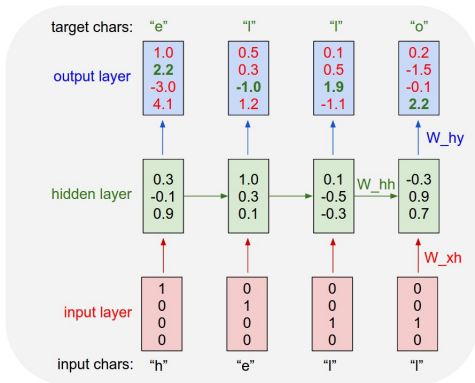 target chars: “e” “l” “l” “o”
output layer
1.0 0.5 0.1 0.2
2.2 0.3 0.5 -1.5
-3.0 -1.0 1.9 -0.1
4.1 1.2 -1.1 2.2
W_hy
hidden layer
0.3 1.0 0.1 -0.3
-0.1 0.3 -0.5 0.9
0.9 0.1 -0.3 0.7
W_hh
W_xh
input layer
1 0 0 0
0 1 0 0
0 0 1 1
0 0 0 0
input chars: “h” “e” “l” “l”